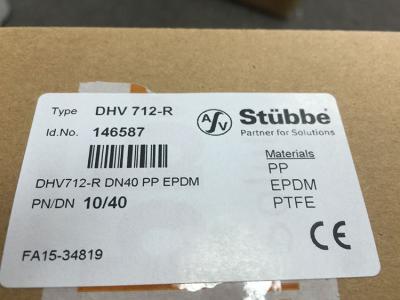 Type DHV 712-R
Id.No. 146587
DHV712-R DN40 PP EPDM
PN/DN 10/40
FA15-34819
ASV Stübbe®
Partner for Solutions
Materials
PP
EPDM
PTFE
CE